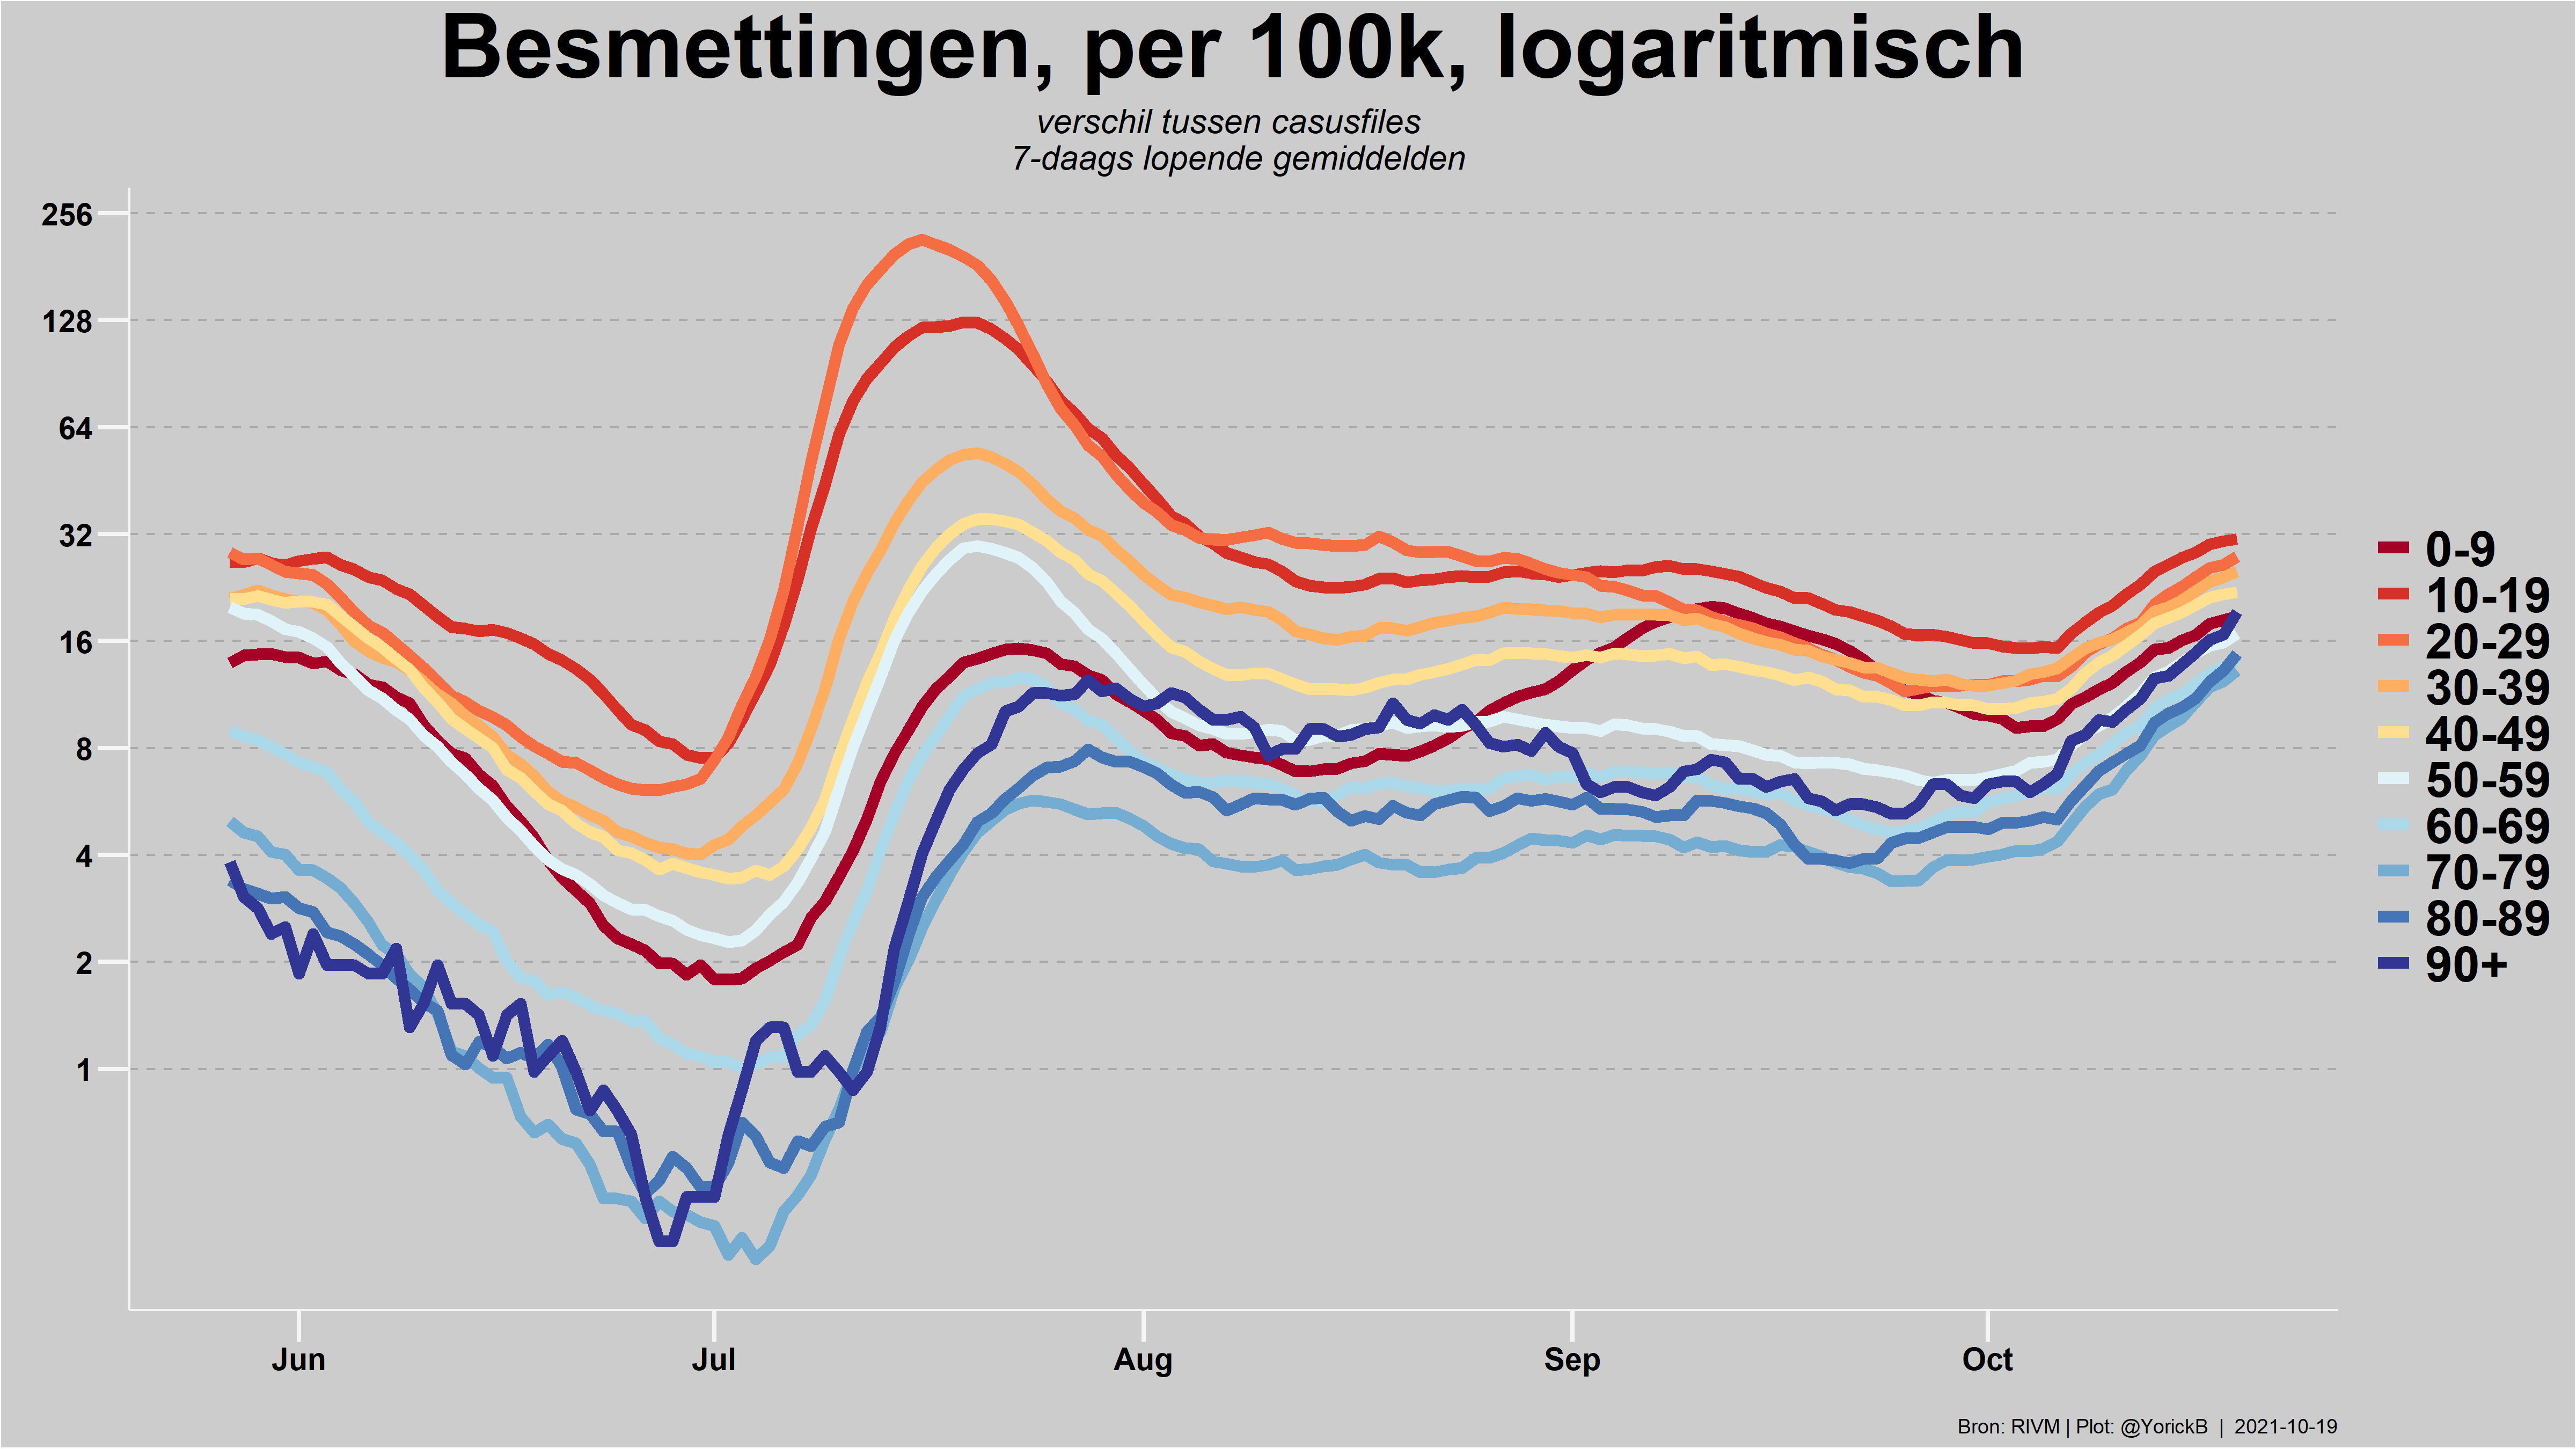 Besmettingen, per 100k, logaritmisch
verschil tussen casusfiles
7-daags lopende gemiddelden
256
128
64
32
16
8
4
2
1
Jun
Jul
Aug
Sep
Oct
0-9
10-19
20-29
30-39
40-49
50-59
60-69
70-79
80-89
90+
Bron: RIVM | Plot: @YorickB | 2021-10-19